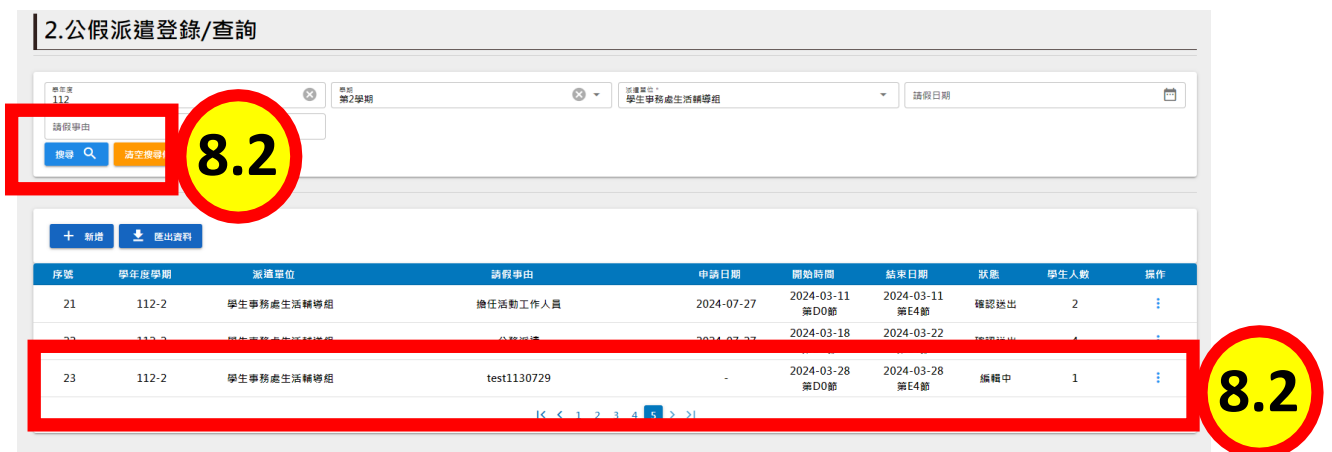 2.公假派遣登錄/查詢
學年度 學期 派遣單位 *
112 第2學期 學生事務處生活輔導組 請假日期
請假事由
搜尋 清空搜尋
8.2
新增 匯出資料
序號 學年度學期 派遣單位 請假事由 申請日期 開始時間 結束日期 狀態 學生人數 操作
21 112-2 學生事務處生活輔導組 擔任活動工作人員 2024-07-27 2024-03-11 第D0節 2024-03-11 第E4節 確認送出 2
2024-03-18 2024-03-22
23 112-2 學生事務處生活輔導組 test1130729 - 2024-03-28 第D0節 2024-03-28 第E4節 編輯中 1
8.2
1 2 3 4 5